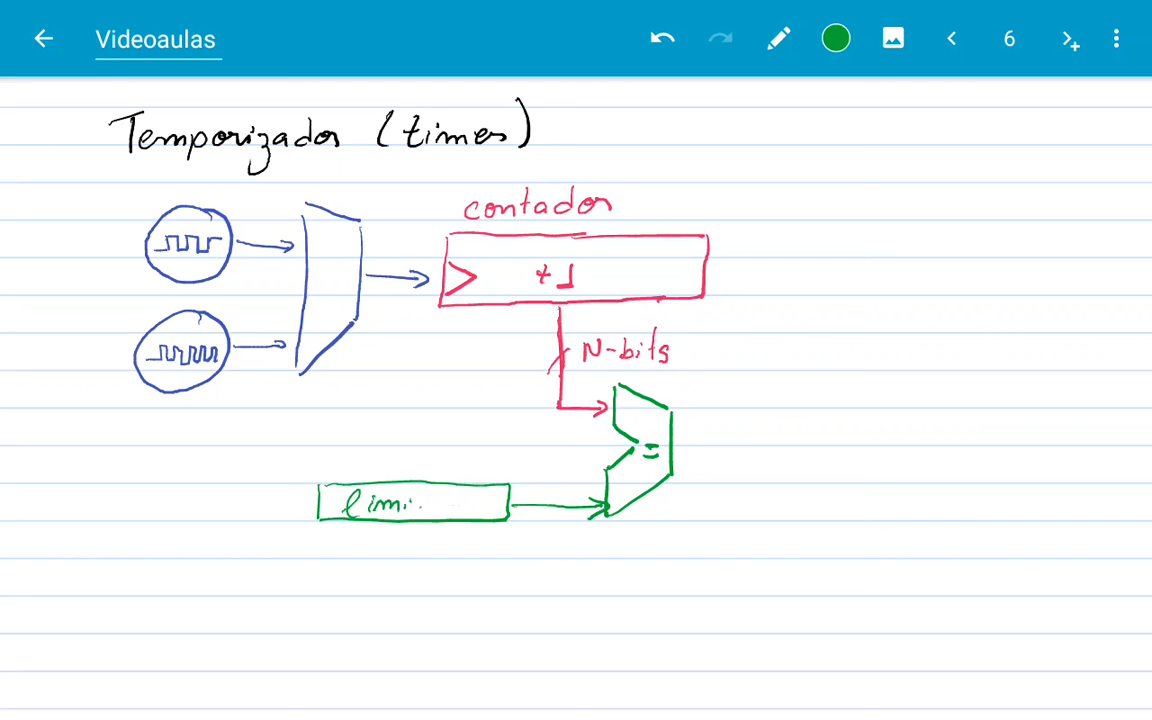 Videoaulas
6
Temporizador (timer)
contador
+1
N-bits
=
limi